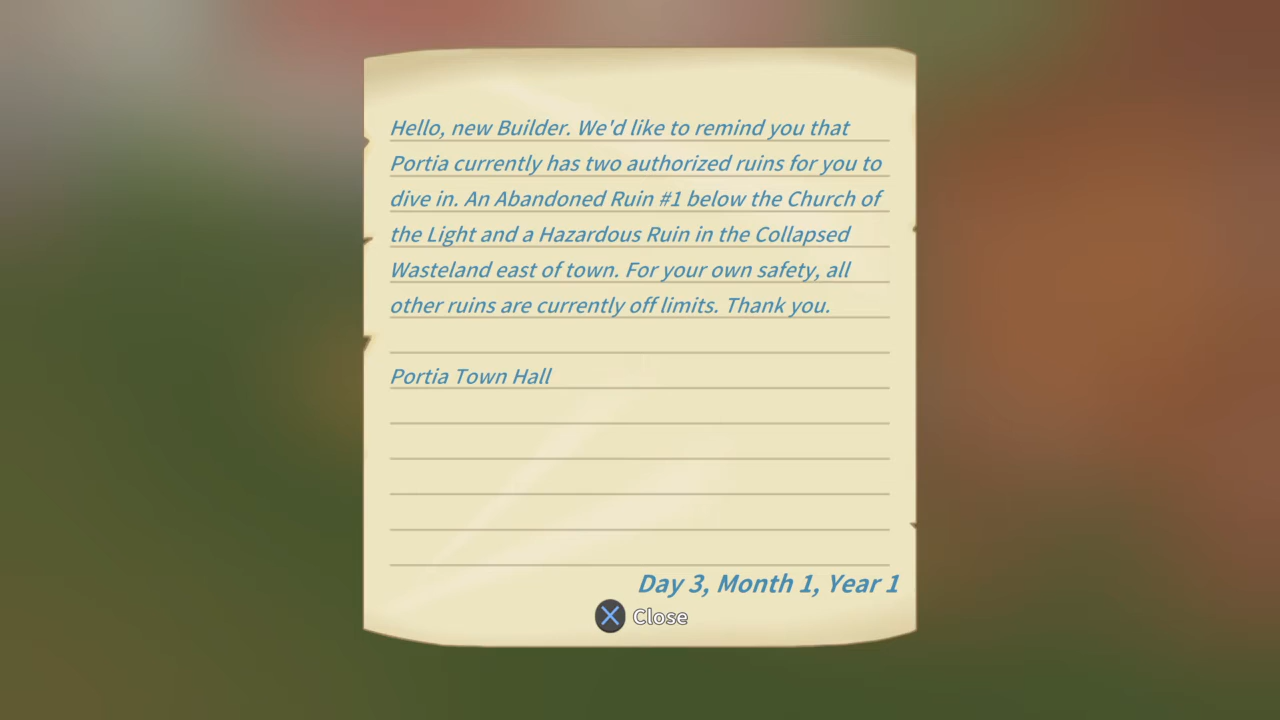 Hello, new Builder. We'd like to remind you that
Portia currently has two authorized ruins for you to
dive in. An Abandoned Ruin #1 below the Church of
the Light and a Hazardous Ruin in the Collapsed
Wasteland east of town. For your own safety, all
other ruins are currently off limits. Thank you.
Portia Town Hall
Day 3, Month 1, Year 1
Close